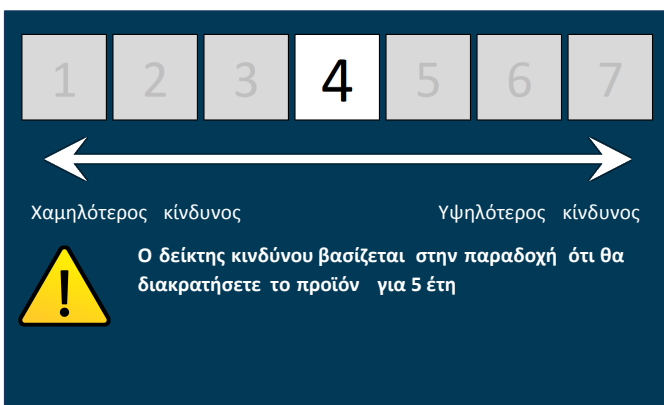 1 2 3 4 5 6 7
Χαμηλότερος κίνδυνος Υψηλότερος κίνδυνος
Ο δείκτης κινδύνου βασίζεται στην παραδοχή ότι θα
διακρατήσετε το προϊόν για 5 έτη